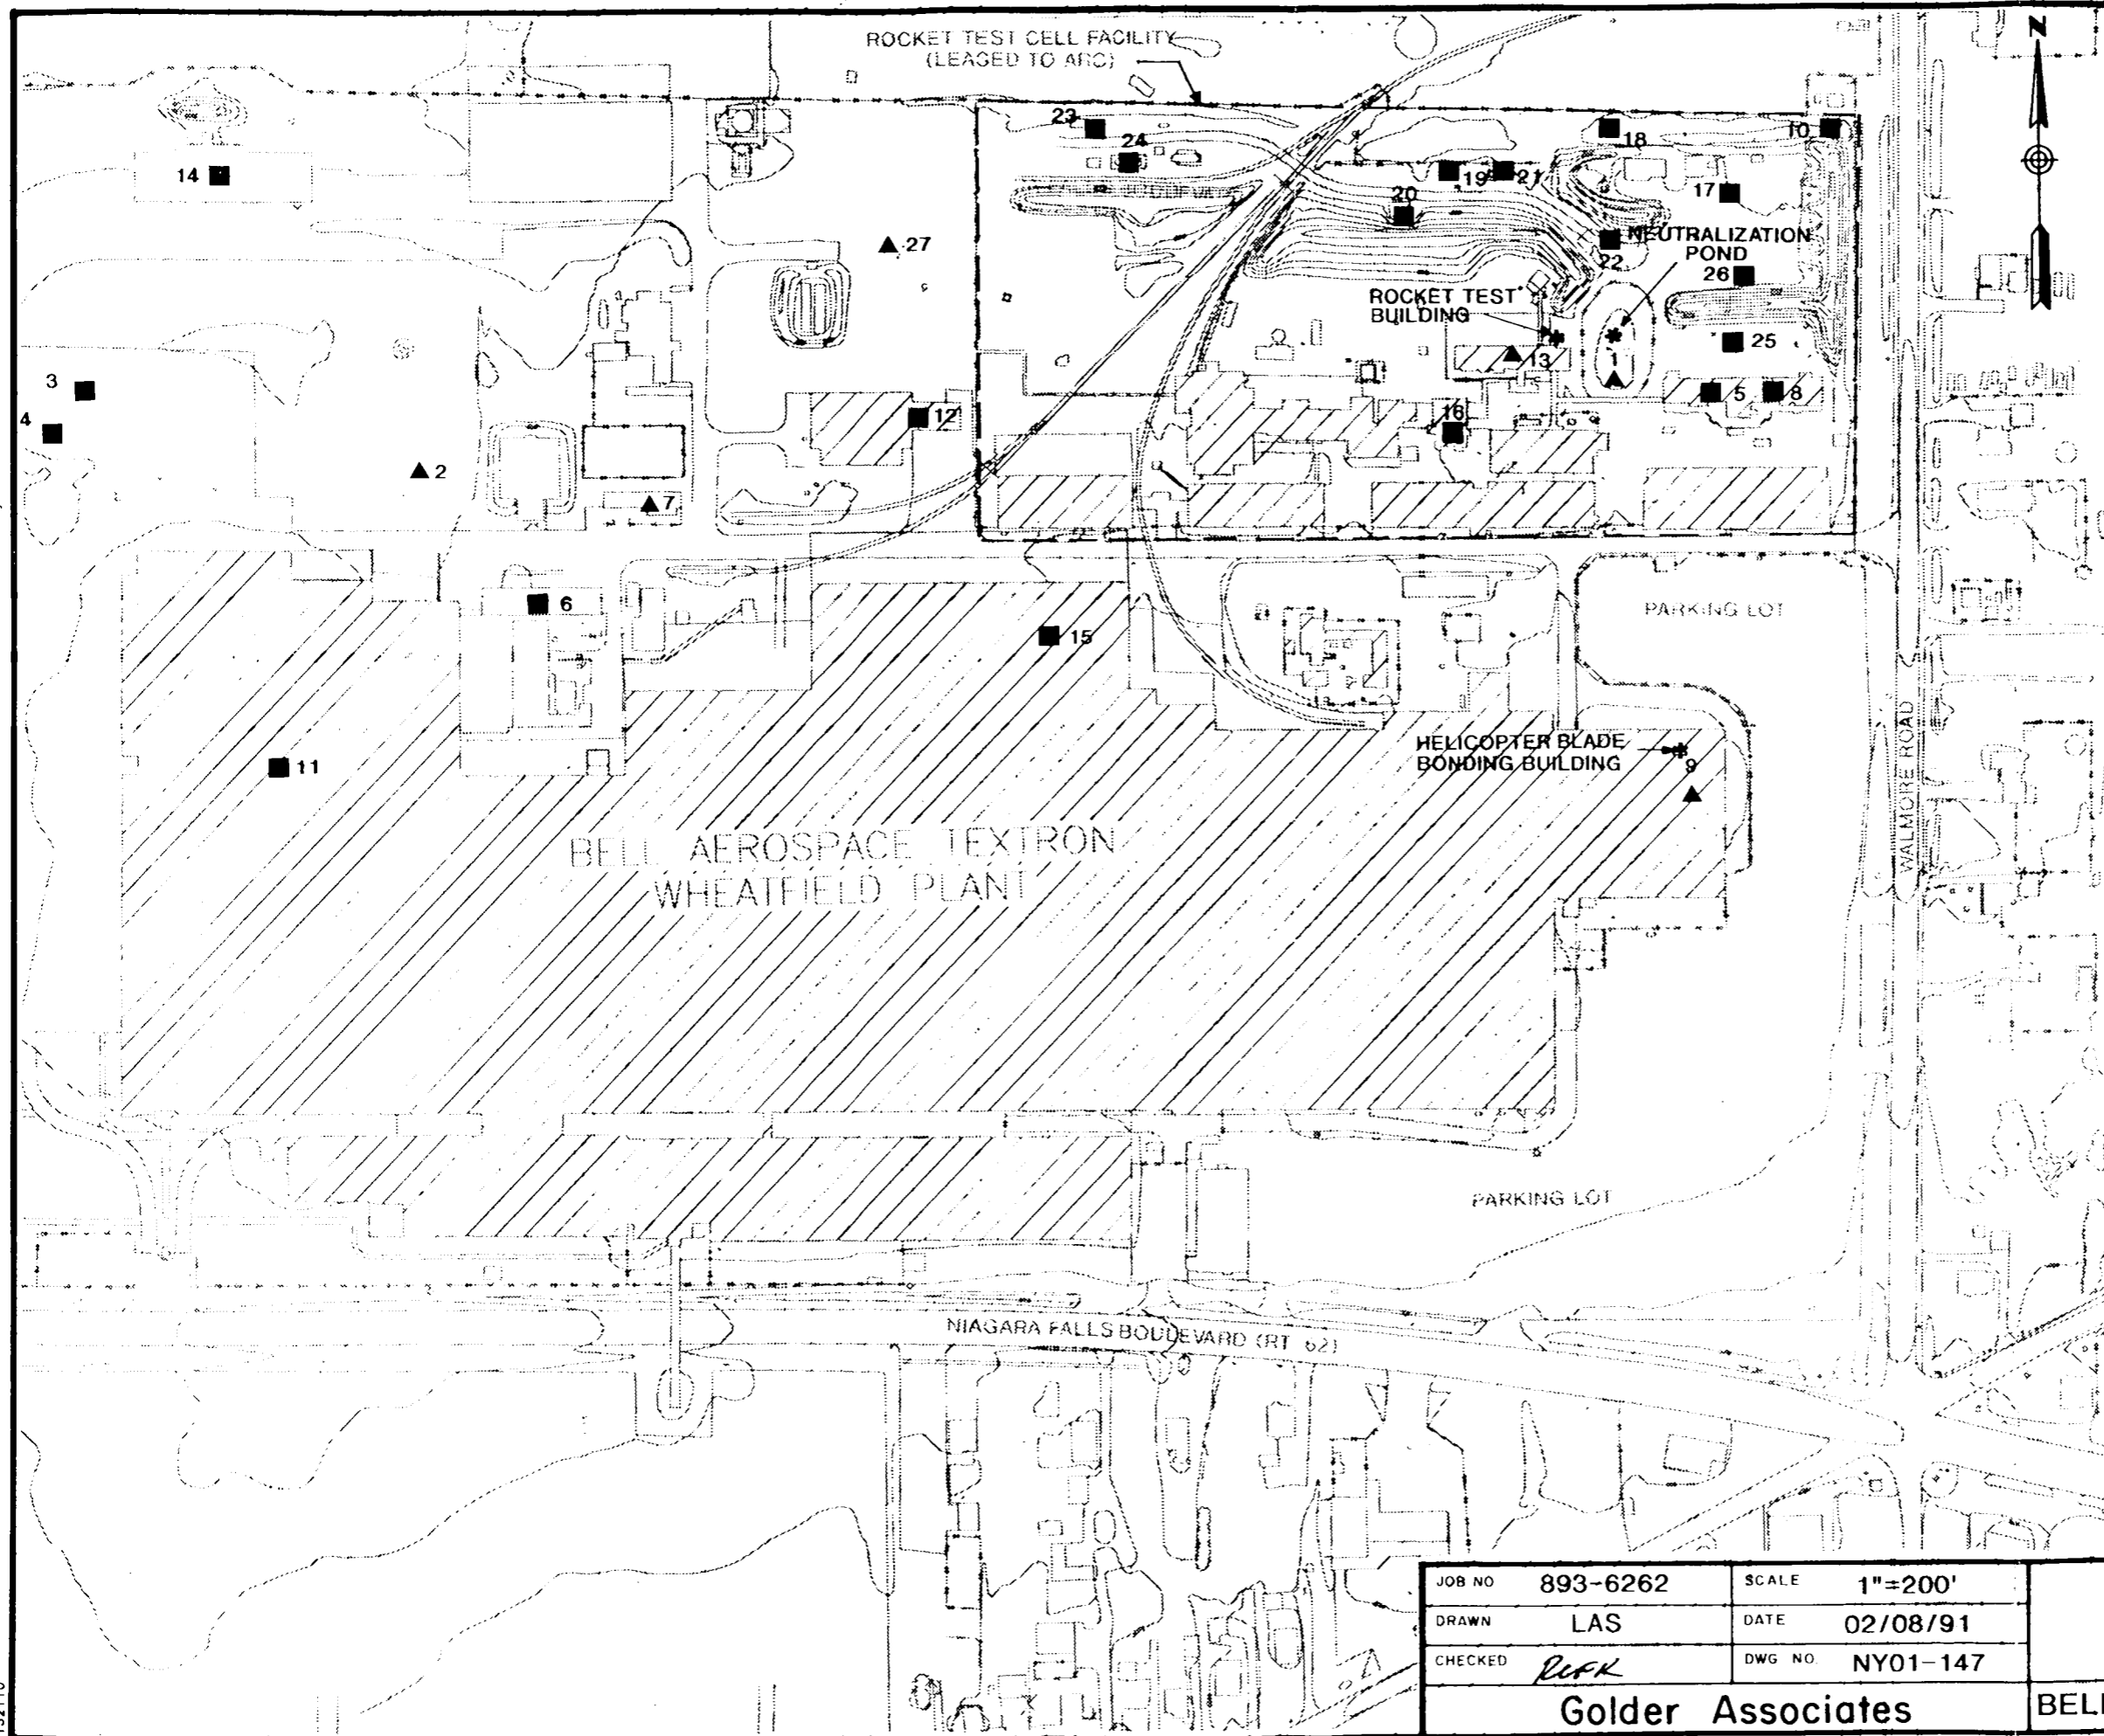 ROCKET TEST CELL FACILITY
(LEASED TO ARC)
N
23
24
18
10
14
19
21
17
20
NEUTRALIZATION
POND
22
27
26
ROCKET TEST
BUILDING
25
13
1
3
5
8
12
16
4
2
7
6
PARKING LOT
15
WALMORE ROAD
HELICOPTER BLADE
BONDING BUILDING
9
11
BELL AEROSPACE TEXTRON
WHEATFIELD PLANT
PARKING LOT
NIAGARA FALLS BOULEVARD (RT 62)
JOB NO 893-6262 SCALE 1"=200'
DRAWN LAS DATE 02/08/91
CHECKED DWG NO. NY01-147
Golder Associates
BELL